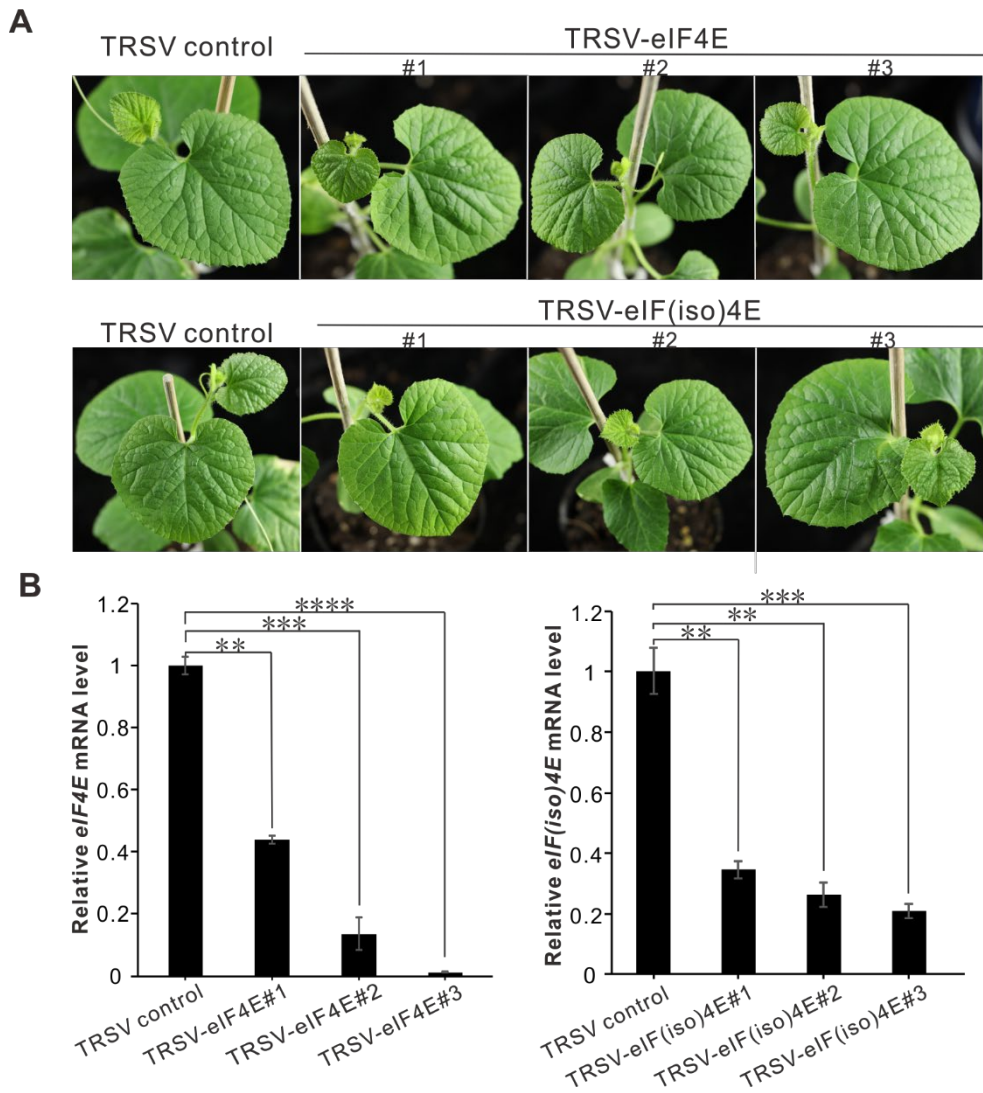 A
TRSV control
TRSV-eIF4E
#1
#2
#3
TRSV control
TRSV-eIF(iso)4E
#1
#2
#3
B
Relative eIF4E mRNA level
1.2
1
0.8
0.6
0.4
0.2
0
**
***
****
TRSV control
TRSV-eIF4E#1
TRSV-eIF4E#2
TRSV-eIF4E#3
Relative eIF(iso)4E mRNA level
1.2
1
0.8
0.6
0.4
0.2
0
**
**
***
TRSV control
TRSV-eIF(iso)4E#1
TRSV-eIF(iso)4E#2
TRSV-eIF(iso)4E#3